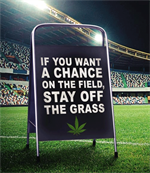 IF YOU WANT
A CHANCE
ON THE FIELD,
STAY OFF
THE GRASS